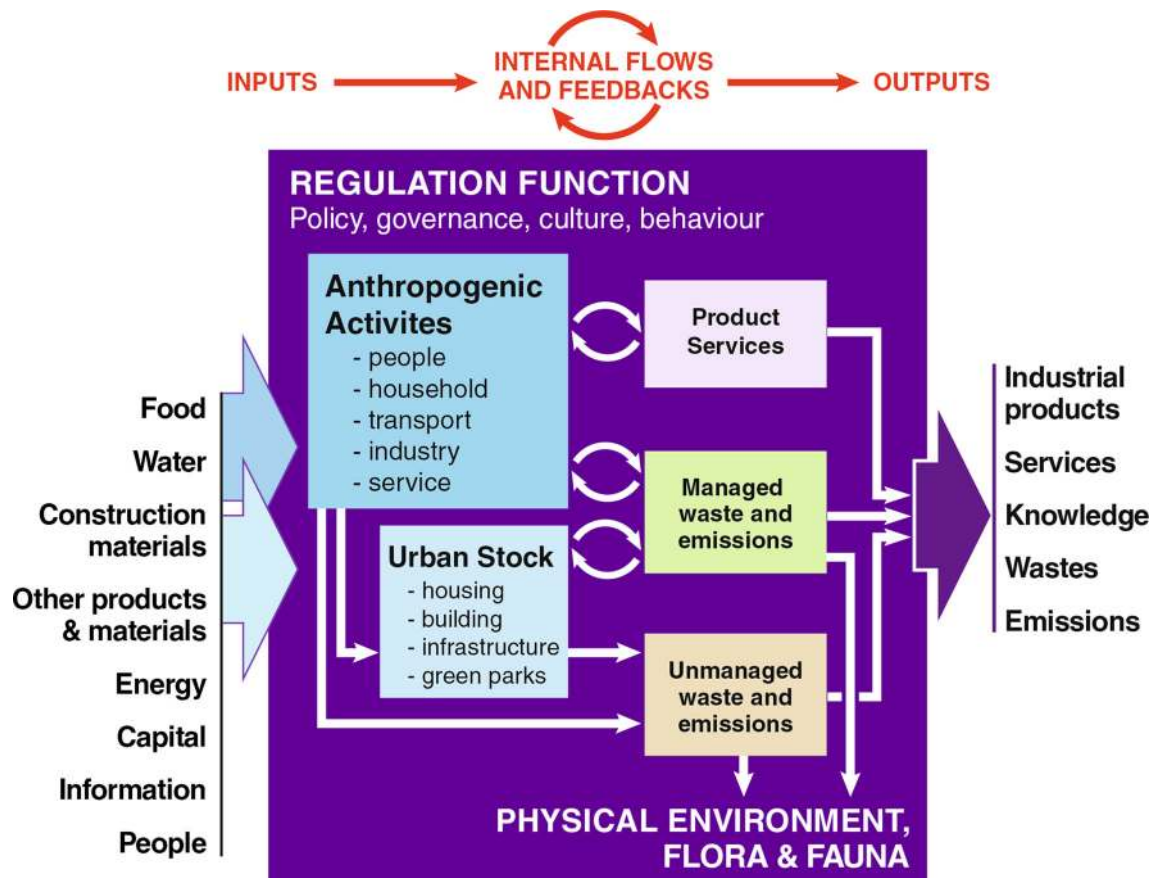 INPUTS
INTERNAL FLOWS
AND FEEDBACKS
OUTPUTS
REGULATION FUNCTION
Policy, governance, culture, behaviour
Anthropogenic
Activites
- people
- household
- transport
- industry
- service
Product
Services
Managed
waste and
emissions
Urban Stock
- housing
- building
- infrastructure
- green parks
Unmanaged
waste and
emissions
PHYSICAL ENVIRONMENT,
FLORA & FAUNA
Food
Water
Construction
materials
Other products
& materials
Energy
Capital
Information
People
Industrial
products
Services
Knowledge
Wastes
Emissions